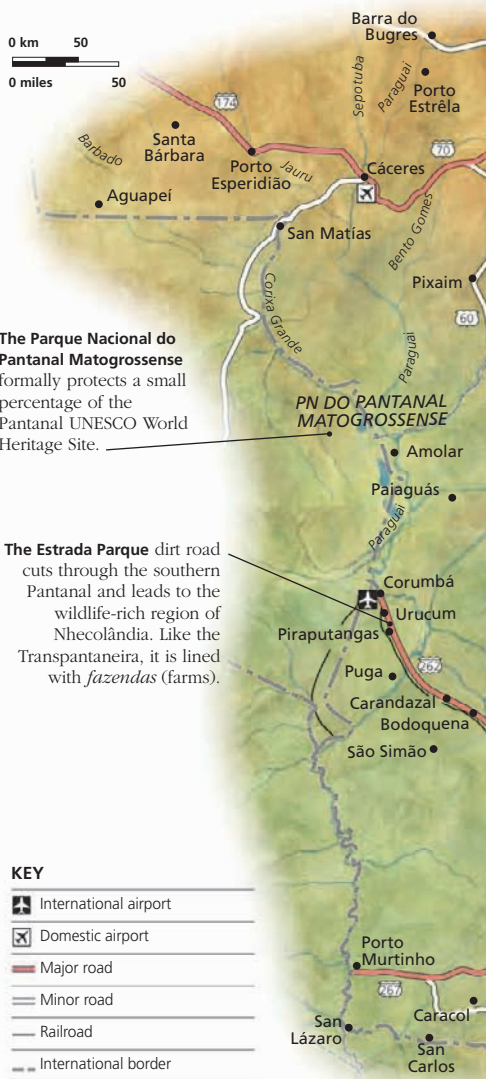 0 km 50
0 miles 50
Barra do
Bugres
Sepotuba
Paraguai
Porto
Estrêla
174
Barbado
Santa
Bárbara
Porto
Esperidião
Jauru
Cáceres
70
Aguapeí
San Matías
Bento Gomes
Corixa Grande
Pixaim
60
Paraguai
The Parque Nacional do
Pantanal Matogrossense
formally protects a small
percentage of the
Pantanal UNESCO World
Heritage Site.
PN DO PANTANAL
MATOGROSSENSE
Amolar
Paiaguás
Paraguai
The Estrada Parque dirt road
cuts through the southern
Pantanal and leads to the
wildlife-rich region of
Nhecolândia. Like the
Transpantaneira, it is lined
with fazendas (farms).
Corumbá
Urucum
Piraputangas
262
Puga
Carandazal
Bodoquena
São Simão
KEY
International airport
Domestic airport
Major road
Minor road
Railroad
International border
Porto
Murtinho
267
Caracol
San
Lázaro
San
Carlos